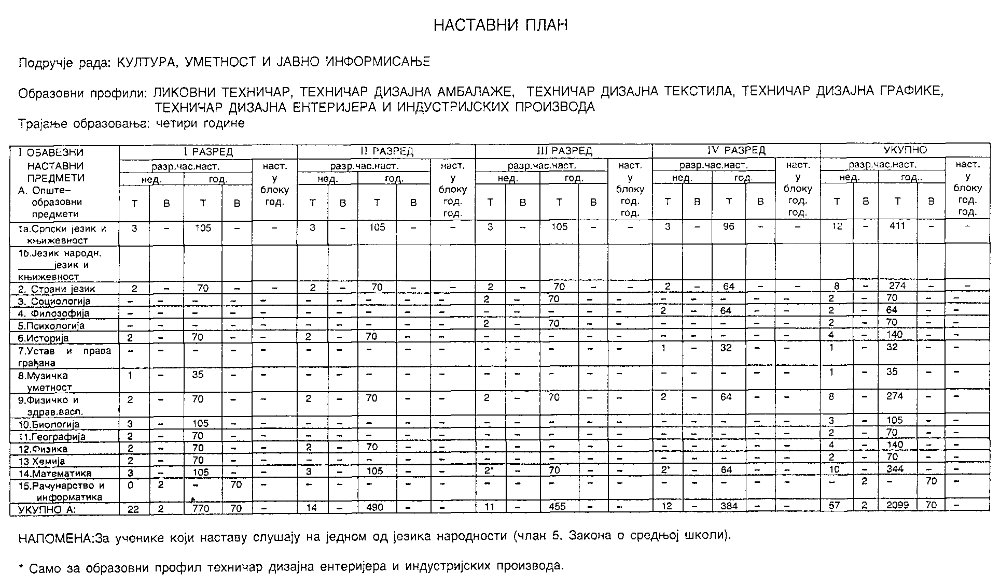 НАСТАВНИ ПЛАН
Подручје рада: КУЛТУРА, УМЕТНОСТ И ЈАВНО ИНФОРМИСАЊЕ
Образовни профили: ЛИКОВНИ ТЕХНИЧАР, ТЕХНИЧАР ДИЗАЈНА АМБАЛАЖЕ, ТЕХНИЧАР ДИЗАЈНА ТЕКСТИЛА, ТЕХНИЧАР ДИЗАЈНА ГРАФИКЕ,
ТЕХНИЧАР ДИЗАЈНА ЕНТЕРИЈЕРА И ИНДУСТРИЈСКИХ ПРОИЗВОДА
Трајање образовања: четири године
I ОБАВЕЗНИ I РАЗРЕД II РАЗРЕД III РАЗРЕД IV РАЗРЕД УКУПНО
НАСТАВНИ разр.час.наст. наст. разр.час.наст. наст. разр.час.наст. наст. разр.час.наст. наст. разр.час.наст. наст.
ПРЕДМЕТИ нед. год. у нед. год. у нед. год. у нед. год. у нед. год.. у
А. Опште- блоку блоку блоку блоку блоку
образовни Т В Т В год. Т В Т В год. Т В Т В год. Т В Т В год. Т В Т В год.
предмети год. год. год. год.
1а.Српски језик и 3 – 105 – – 3 – 105 – – 3 – 105 – – 3 – 96 – – 12 – 411 – –
књижевност
1б.Језик народн.
_______језик и
књижевност
2. Страни језик 2 – 70 – – 2 – 70 – – 2 – 70 – – 2 – 64 – – 8 – 274 – –
3. Социологија – – – – – – – – – – 2 – 70 – – – – – – – 2 – 70 – –
4. Филозофија – – – – – – – – – – – – – – – 2 – 64 – – 2 – 64 – –
5.Психологија – – – – – – – – – – 2 – 70 – – – – – – – 2 – 70 – –
6.Историја 2 – 70 – – 2 – 70 – – – – – – – – – – – – 4 – 140 – –
7.Устав и права – – – – – – – – – – – – – – – 1 – 32 – – 1 – 32 – –
грађана
8.Музичка 1 – 35 – – – – – – – – – – – – – – – – – 1 – 35 – –
уметност
9.Физичко и 2 – 70 – – 2 – 70 – – 2 – 70 – – 2 – 64 – – 8 – 274 – –
здрав.васп.
10.Биологија 3 – 105 – – – – – – – – – – – – – – – – – 3 – 105 – –
11.Географија 2 – 70 – – – – – – – – – – – – – – – – – 2 – 70 – –
12.Физика 2 – 70 – – 2 – 70 – – – – – – – – – – – – 4 – 140 – –
13.Хемија 2 – 70 – – – – – – – – – – – – – – – – – 2 – 70 – –
14.Математика 3 – 105 – – 3 – 105 – – 2* – 70 – – 2* – 64 – – 10 – 344 – –
15.Рачунарство и 0 2 – 70 – – – – – – – – – – – – – – – – – 2 – 70 –
информатика
УКУПНО А: 22 2 770 70 – 14 – 490 – – 11 – 455 – – 12 – 384 – – 57 2 2099 70 –
НАПОМЕНА:За ученике који наставу слушају на једном од језика народности (члан 5. Закона о средњој школи).
* Само за образовни профил техничар дизајна ентеријера и индустријских производа.